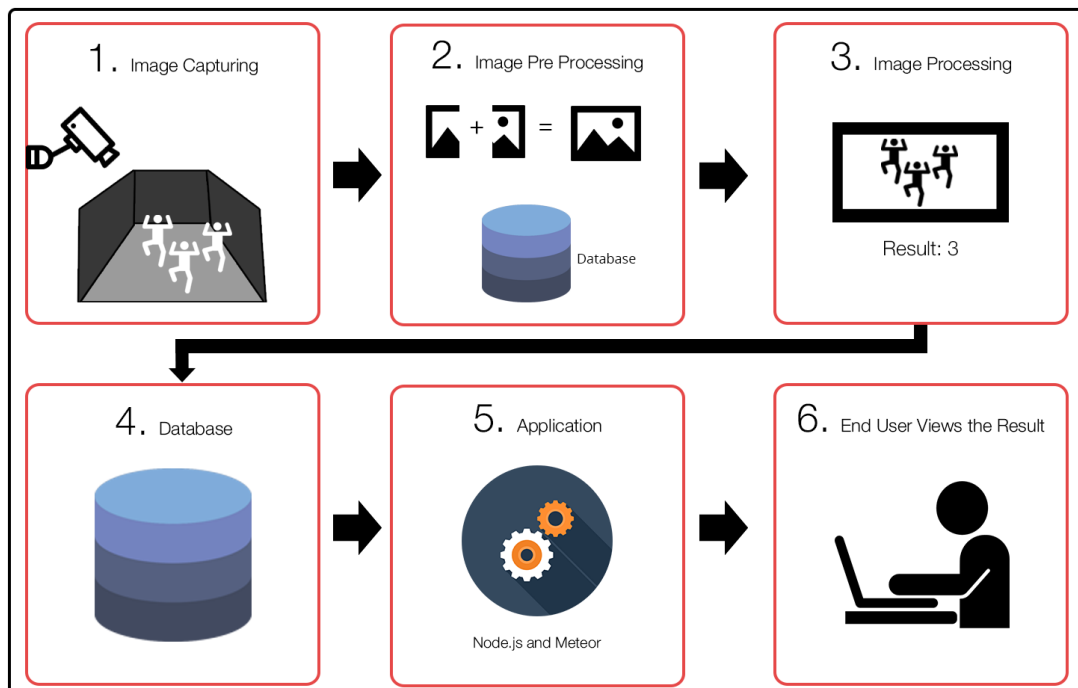 1. Image Capturing
2. Image Pre Processing
+ =
Database
3. Image Processing
Result: 3
4. Database
5. Application
Node.js and Meteor
6. End User Views the Result